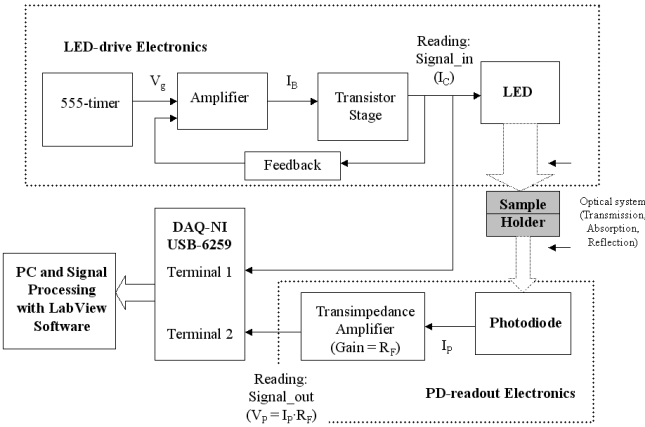 LED-drive Electronics
Reading:
Signal_in
(I_C)
555-timer
V_g
Amplifier
I_B
Transistor
Stage
LED
Feedback
Sample
Holder
Optical system
(Transmission,
Absorption,
Reflection)
DAQ-NI
USB-6259
Terminal 1
Terminal 2
PC and Signal
Processing
with LabView
Software
Transimpedance
Amplifier
(Gain = R_F)
I_P
Photodiode
Reading:
Signal_out
(V_P = I_P·R_F)
PD-readout Electronics